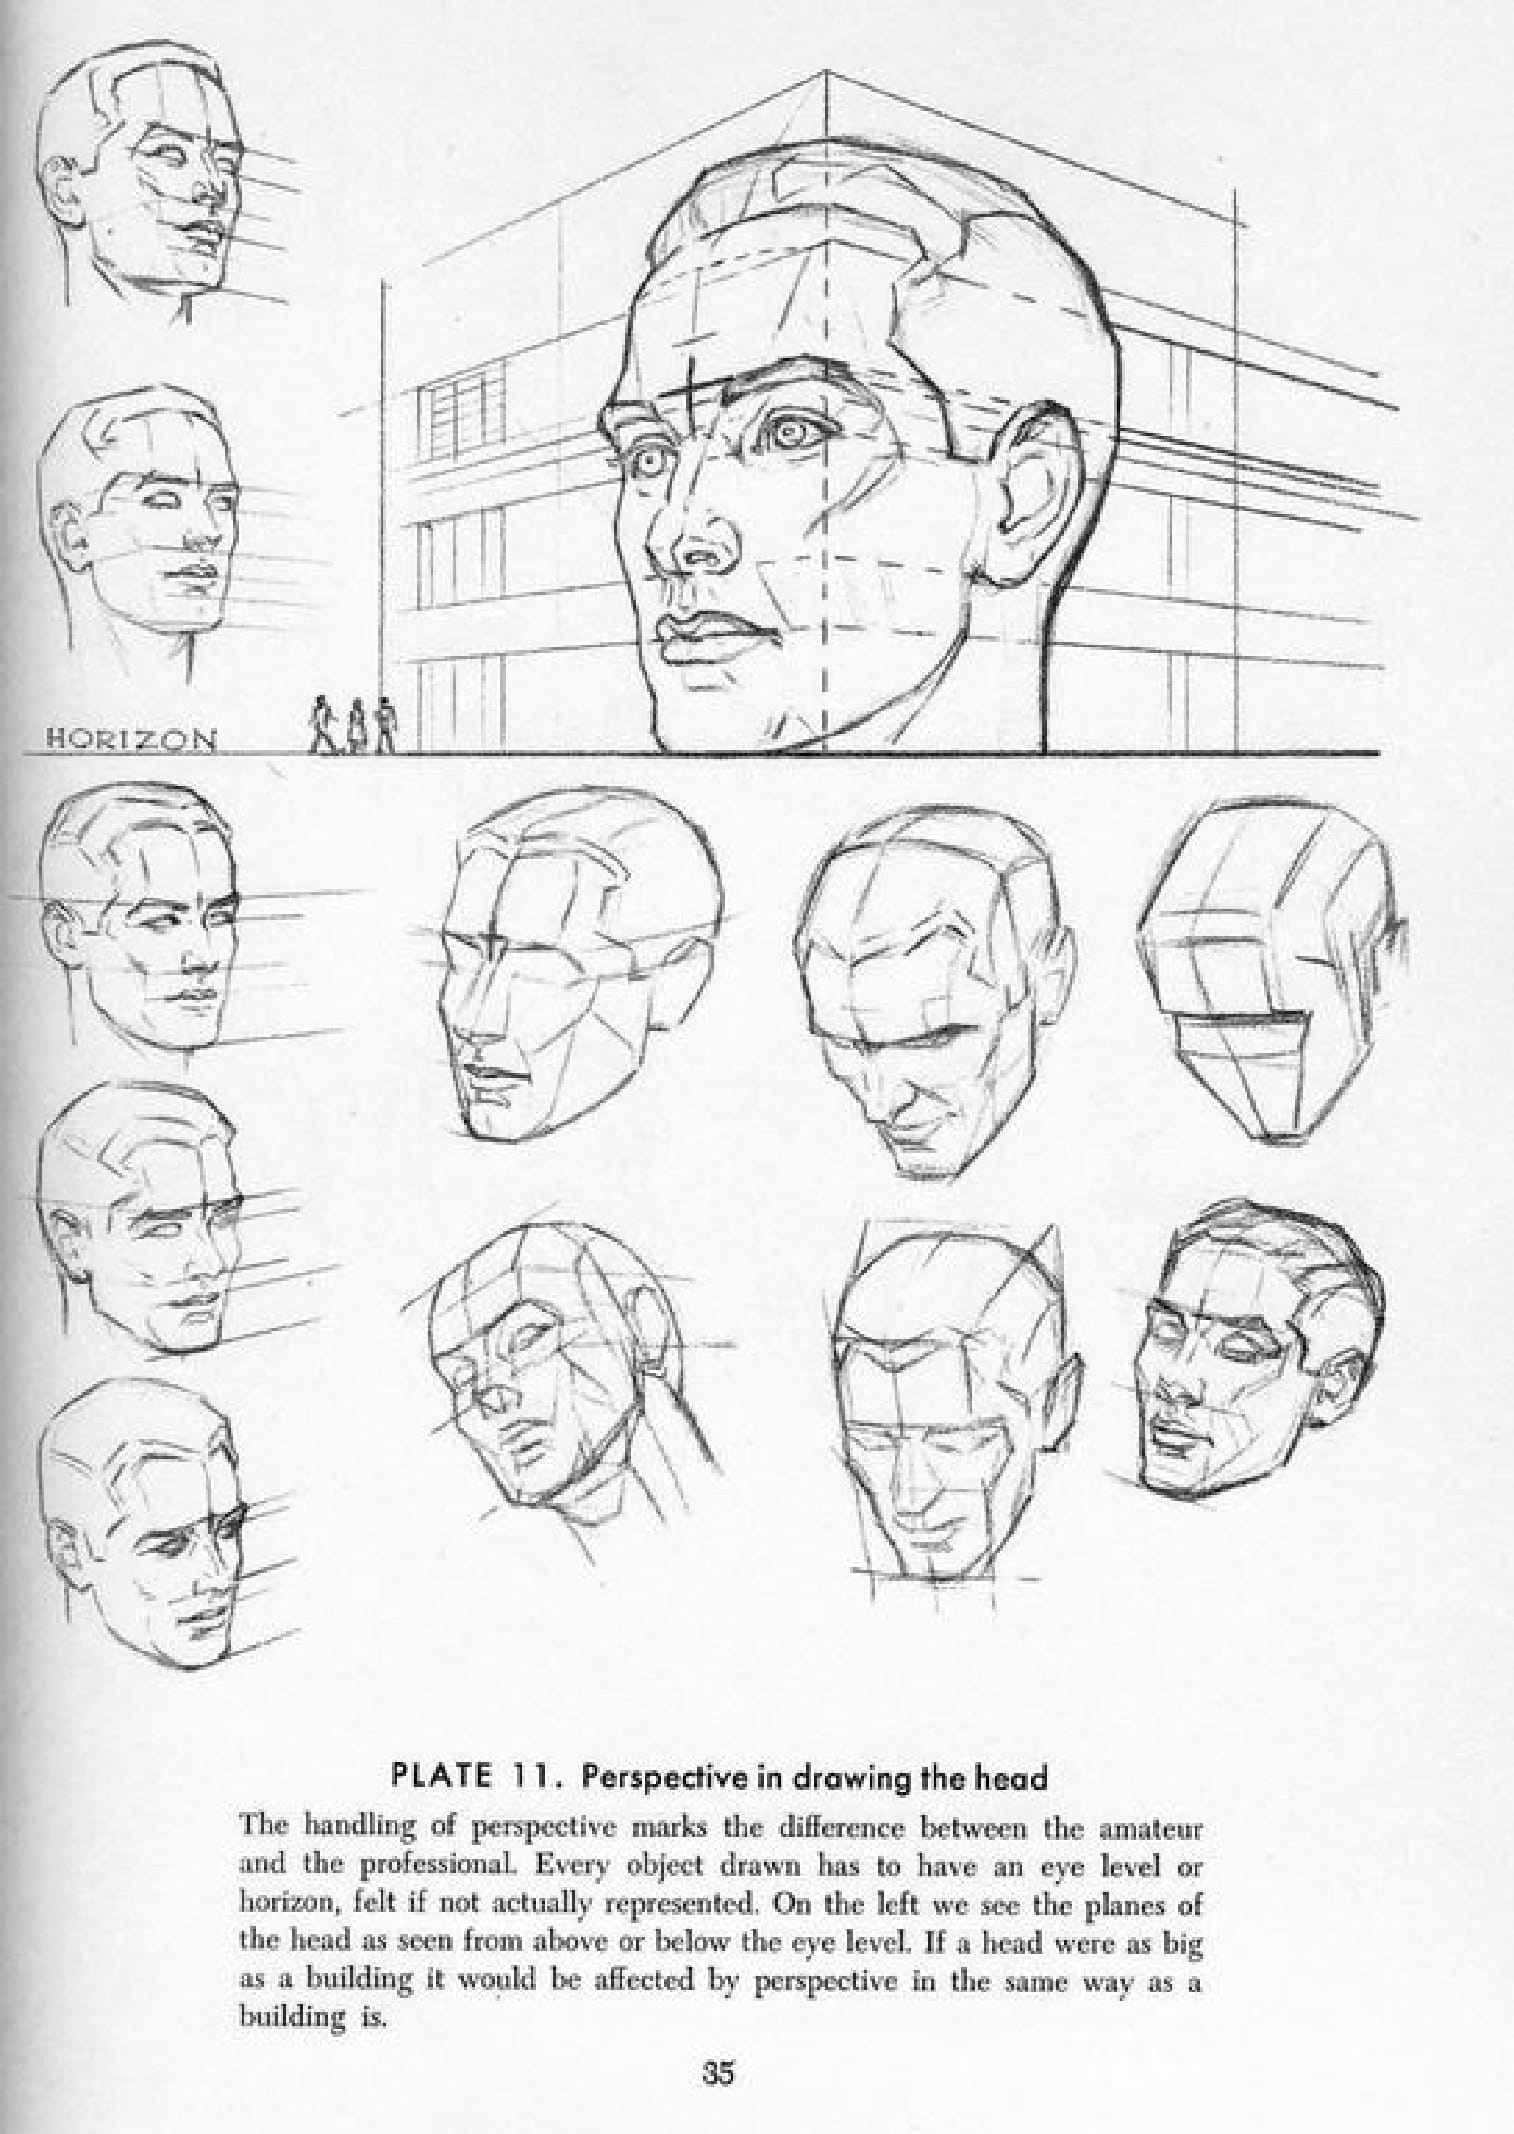 HORIZON
PLATE 11. Perspective in drawing the head
The handling of perspective marks the difference between the amateur
and the professional. Every object drawn has to have an eye level or
horizon, felt if not actually represented. On the left we see the planes of
the head as seen from above or below the eye level. If a head were as big
as a building it would be affected by perspective in the same way as a
building is.
35